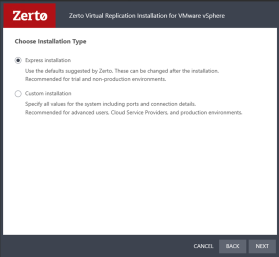 Zerto
Zerto Virtual Replication Installation for VMware vSphere
Choose Installation Type
Express installation
Use the defaults suggested by Zerto. These can be changed after the installation.
Recommended for trial and non-production environments.
Custom installation
Specify all values for the system including ports and connection details.
Recommended for advanced users, Cloud Service Providers, and production environments.
CANCEL BACK NEXT